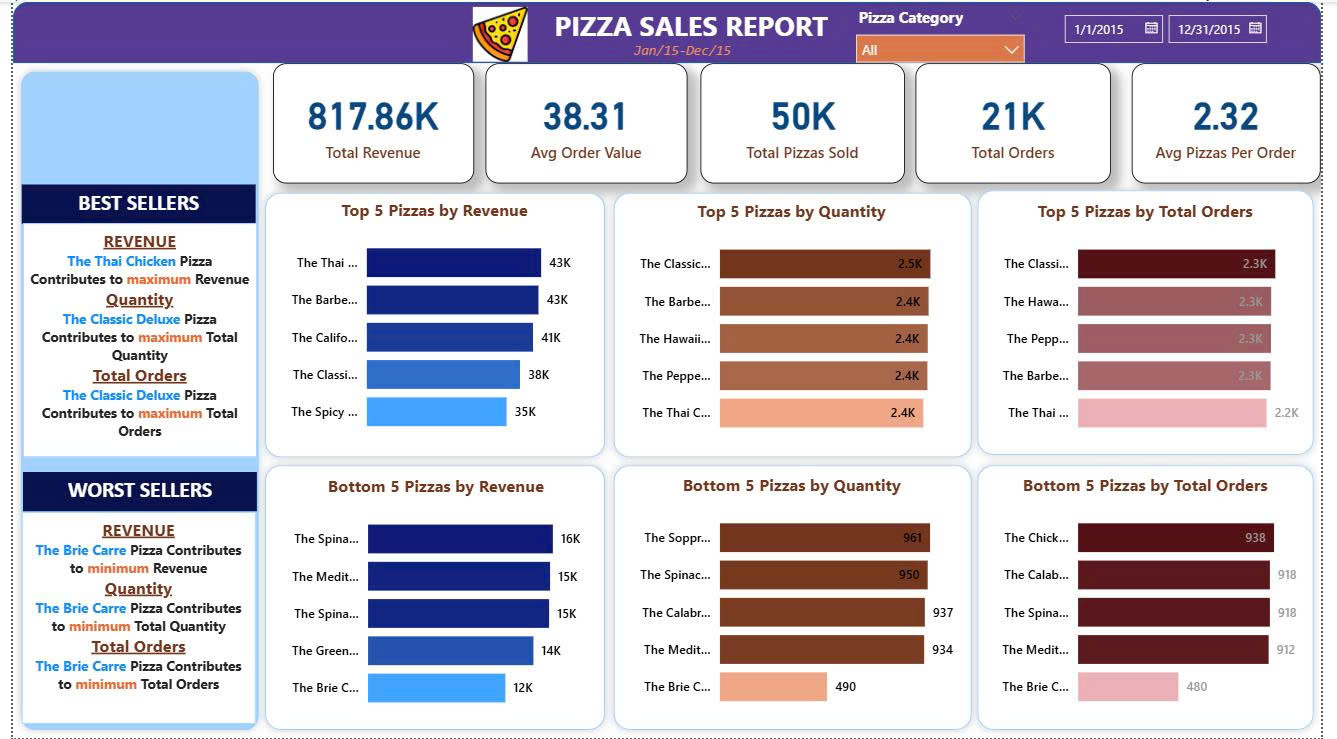 PIZZA SALES REPORT
Jan/15-Dec/15
Pizza Category
All
1/1/2015
12/31/2015
817.86K
Total Revenue
38.31
Avg Order Value
50K
Total Pizzas Sold
21K
Total Orders
2.32
Avg Pizzas Per Order
BEST SELLERS
REVENUE
The Thai Chicken Pizza
Contributes to maximum Revenue
Quantity
The Classic Deluxe Pizza
Contributes to maximum Total
Quantity
Total Orders
The Classic Deluxe Pizza
Contributes to maximum Total
Orders
WORST SELLERS
REVENUE
The Brie Carre Pizza Contributes
to minimum Revenue
Quantity
The Brie Carre Pizza Contributes
to minimum Total Quantity
Total Orders
The Brie Carre Pizza Contributes
to minimum Total Orders
Top 5 Pizzas by Revenue
The Thai ... 43K
The Barbe... 43K
The Califo... 41K
The Classi... 38K
The Spicy ... 35K
Top 5 Pizzas by Quantity
The Classic... 2.5K
The Barbe... 2.4K
The Hawaii... 2.4K
The Peppe... 2.4K
The Thai C... 2.4K
Top 5 Pizzas by Total Orders
The Classi... 2.3K
The Hawa... 2.3K
The Pepp... 2.3K
The Barbe... 2.3K
The Thai ... 2.2K
Bottom 5 Pizzas by Revenue
The Spina... 16K
The Medit... 15K
The Spina... 15K
The Green... 14K
The Brie C... 12K
Bottom 5 Pizzas by Quantity
The Soppr... 961
The Spinac... 950
The Calabr... 937
The Medit... 934
The Brie C... 490
Bottom 5 Pizzas by Total Orders
The Chick... 938
The Calab... 918
The Spina... 918
The Medit... 912
The Brie C... 480